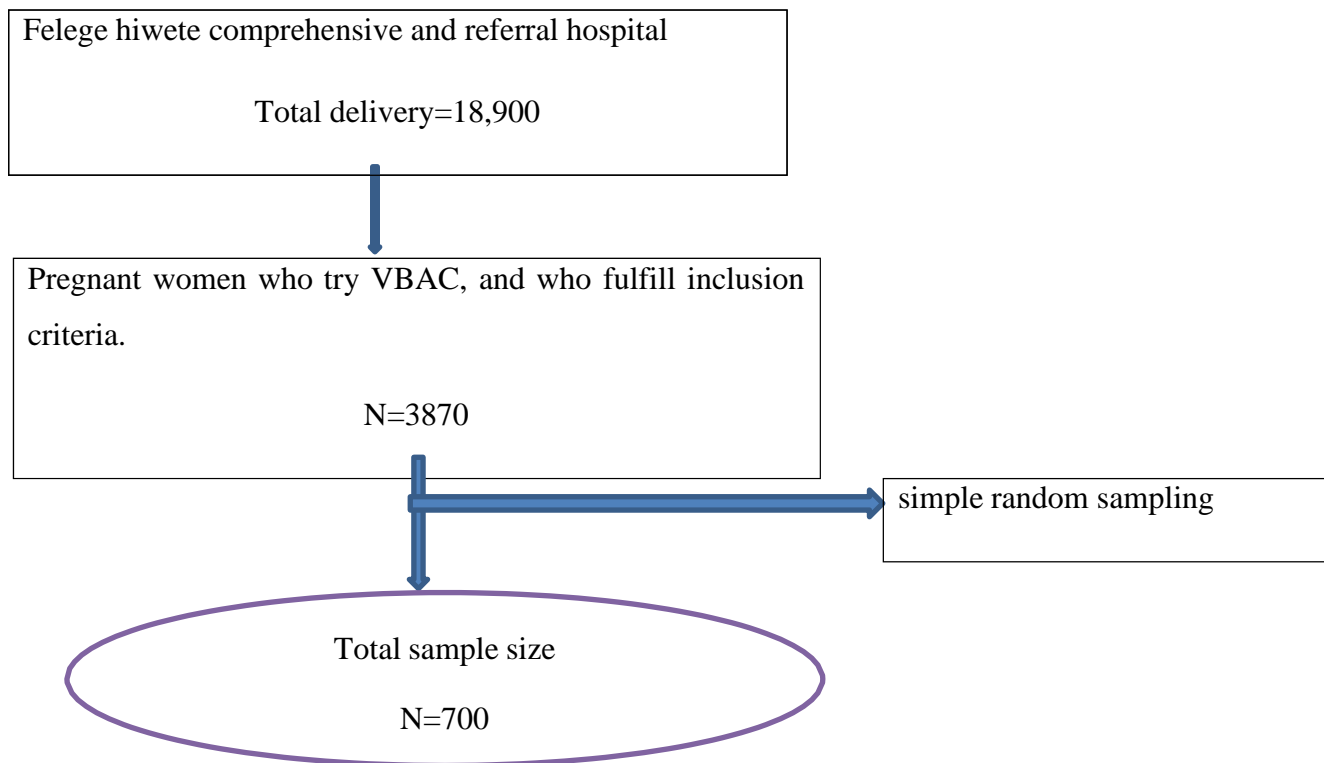 Felege hiwete comprehensive and referral hospital
Total delivery=18,900
Pregnant women who try VBAC, and who fulfill inclusion
criteria.
N=3870
simple random sampling
Total sample size
N=700